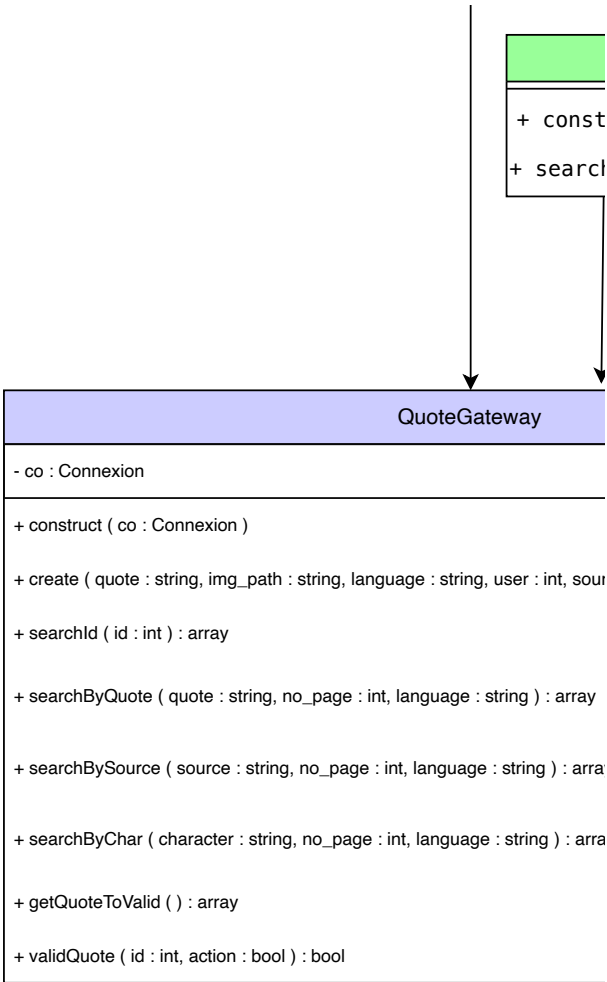 + const
+ search
QuoteGateway
- co : Connexion
+ construct ( co : Connexion )
+ create ( quote : string, img_path : string, language : string, user : int, sour
+ searchId ( id : int ) : array
+ searchByQuote ( quote : string, no_page : int, language : string ) : array
+ searchBySource ( source : string, no_page : int, language : string ) : array
+ searchByChar ( character : string, no_page : int, language : string ) : arra
+ getQuoteToValid ( ) : array
+ validQuote ( id : int, action : bool ) : bool